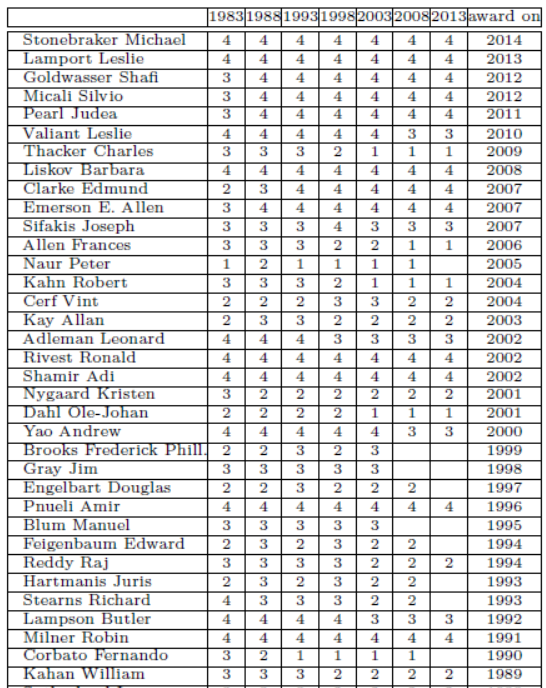 1983 1988 1993 1998 2003 2008 2013 award on
Stonebraker Michael 4 4 4 4 4 4 4 2014
Lamport Leslie 4 4 4 4 4 4 4 2013
Goldwasser Shafi 3 4 4 4 4 4 4 2012
Micali Silvio 3 4 4 4 4 4 4 2012
Pearl Judea 3 4 4 4 4 4 4 2011
Valiant Leslie 4 4 4 4 4 3 3 2010
Thacker Charles 3 3 3 2 1 1 1 2009
Liskov Barbara 4 4 4 4 4 4 4 2008
Clarke Edmund 2 3 4 4 4 4 4 2007
Emerson E. Allen 3 4 4 4 4 4 4 2007
Sifakis Joseph 3 3 3 4 3 3 3 2007
Allen Frances 3 3 3 2 2 1 1 2006
Naur Peter 1 2 1 1 1 1 2005
Kahn Robert 3 3 3 2 1 1 1 2004
Cerf Vint 2 2 2 3 3 2 2 2004
Kay Allan 2 3 3 2 2 2 2 2003
Adleman Leonard 4 4 4 3 3 3 3 2002
Rivest Ronald 4 4 4 4 4 4 4 2002
Shamir Adi 4 4 4 4 4 4 4 2002
Nygaard Kristen 3 2 2 2 2 2 2 2001
Dahl Ole-Johan 2 2 2 2 1 1 1 2001
Yao Andrew 4 4 4 4 4 3 3 2000
Brooks Frederick Phill. 2 2 3 2 3 1999
Gray Jim 3 3 3 3 3 1998
Engelbart Douglas 2 2 3 2 2 2 1997
Pnueli Amir 4 4 4 4 4 4 4 1996
Blum Manuel 3 3 3 3 3 1995
Feigenbaum Edward 2 3 2 3 2 2 1994
Reddy Raj 3 3 3 3 2 2 2 1994
Hartmanis Juris 2 3 2 3 2 2 1993
Stearns Richard 4 3 3 3 2 2 1993
Lampson Butler 4 4 4 4 3 3 3 1992
Milner Robin 4 4 4 4 4 4 4 1991
Corbato Fernando 3 2 1 1 1 1 1990
Kahan William 3 3 3 2 2 2 2 1989